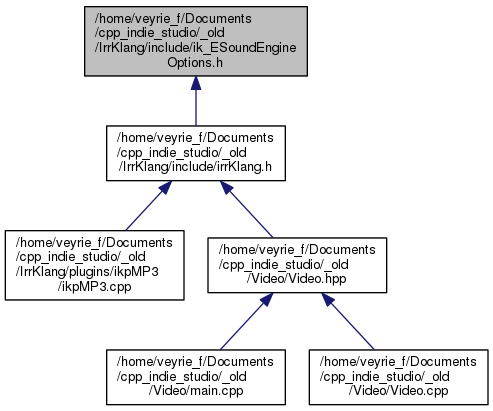 /home/veyrie_f/Documents
/cpp_indie_studio/_old
/IrrKlang/include/ik_ESoundEngine
Options.h
/home/veyrie_f/Documents
/cpp_indie_studio/_old
/IrrKlang/include/irrKlang.h
/home/veyrie_f/Documents
/cpp_indie_studio/_old
/IrrKlang/plugins/ikpMP3
/ikpMP3.cpp
/home/veyrie_f/Documents
/cpp_indie_studio/_old
/Video/Video.hpp
/home/veyrie_f/Documents
/cpp_indie_studio/_old
/Video/main.cpp
/home/veyrie_f/Documents
/cpp_indie_studio/_old
/Video/Video.cpp